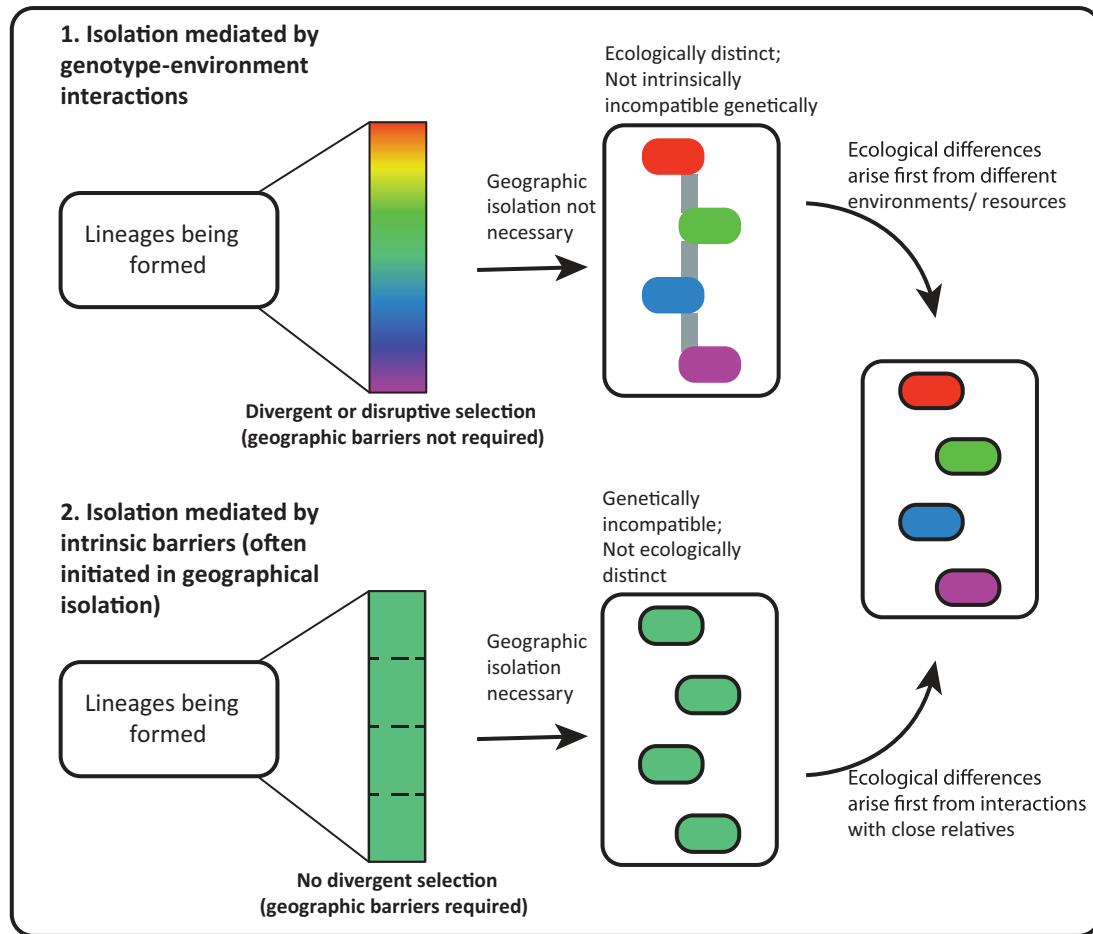 1. Isolation mediated by
genotype-environment
interactions
Lineages being
formed
Divergent or disruptive selection
(geographic barriers not required)
Geographic
isolation not
necessary
Ecologically distinct;
Not intrinsically
incompatible genetically
Ecological differences
arise first from different
environments/ resources
2. Isolation mediated by
intrinsic barriers (often
initiated in geographical
isolation)
Lineages being
formed
No divergent selection
(geographic barriers required)
Geographic
isolation
necessary
Genetically
incompatible;
Not ecologically
distinct
Ecological differences
arise first from interactions
with close relatives